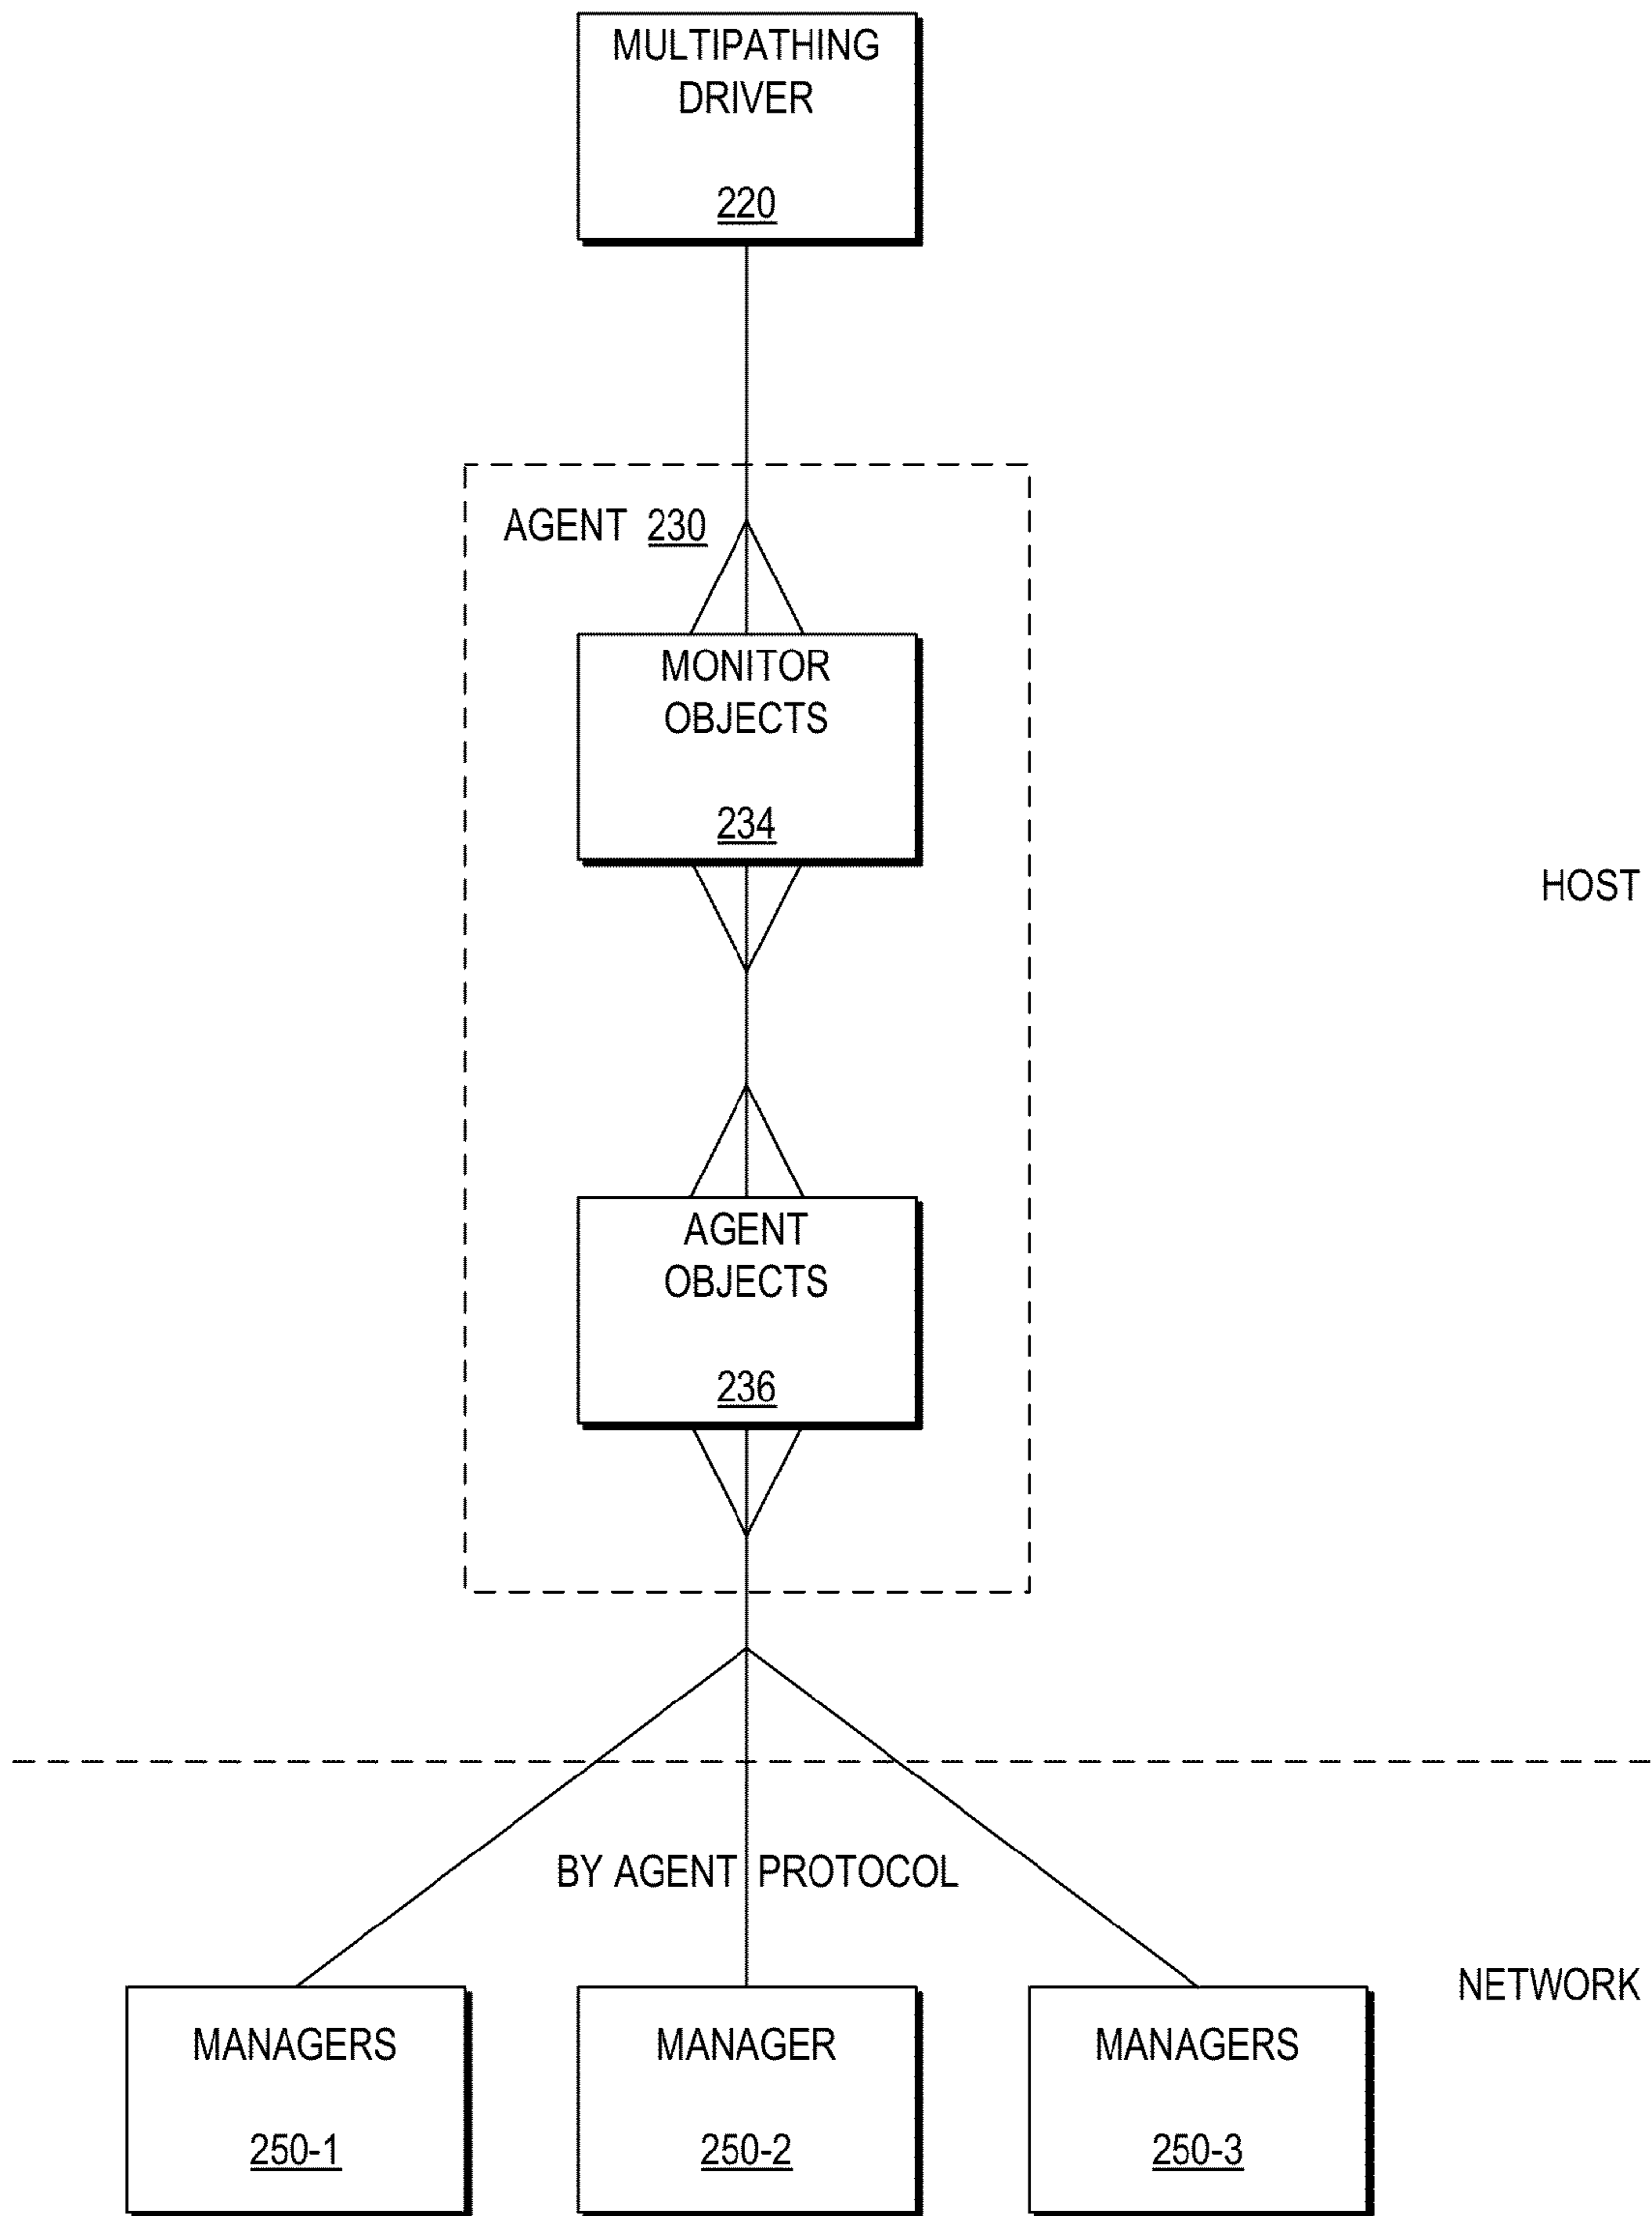 MULTIPATHING
DRIVER
220
AGENT 230
MONITOR
OBJECTS
234
HOST
AGENT
OBJECTS
236
BY AGENT PROTOCOL
NETWORK
MANAGERS
250-1
MANAGER
250-2
MANAGERS
250-3